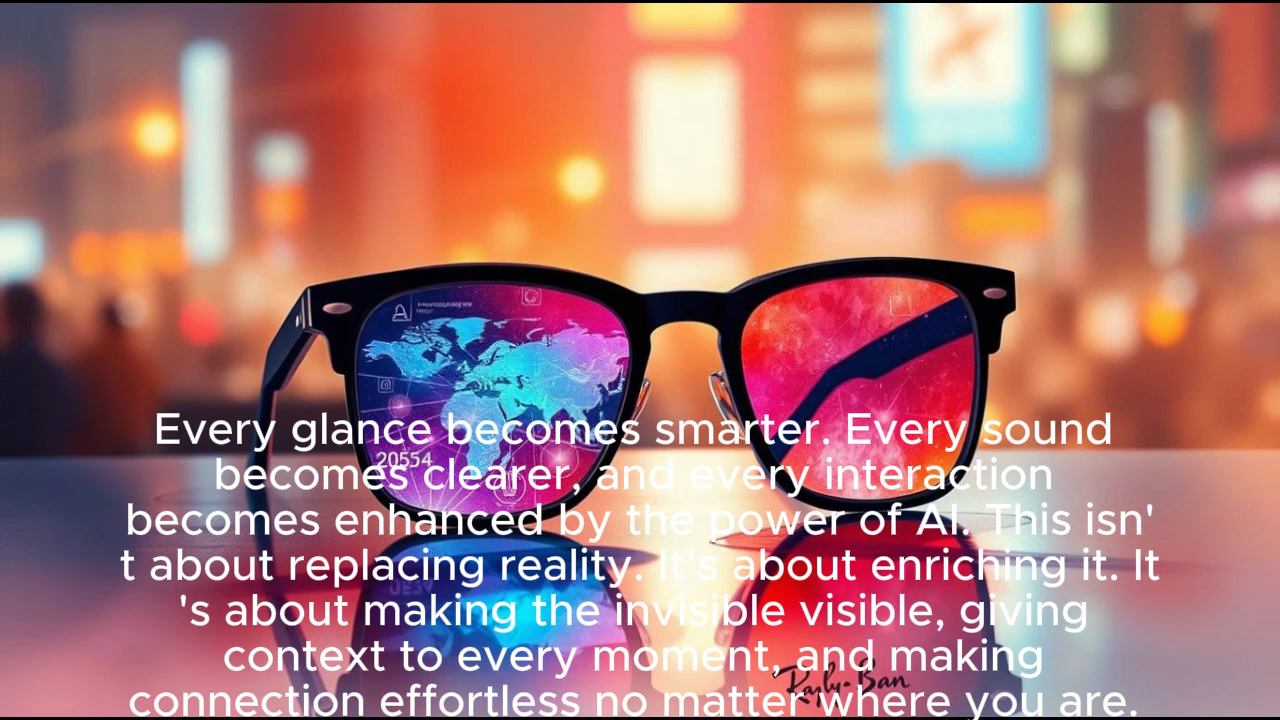 20554
Every glance becomes smarter. Every sound
becomes clearer, and every interaction
becomes enhanced by the power of AI. This isn'
t about replacing reality. It's about enriching it. It
's about making the invisible visible, giving
context to every moment, and making
connection effortless no matter where you are.